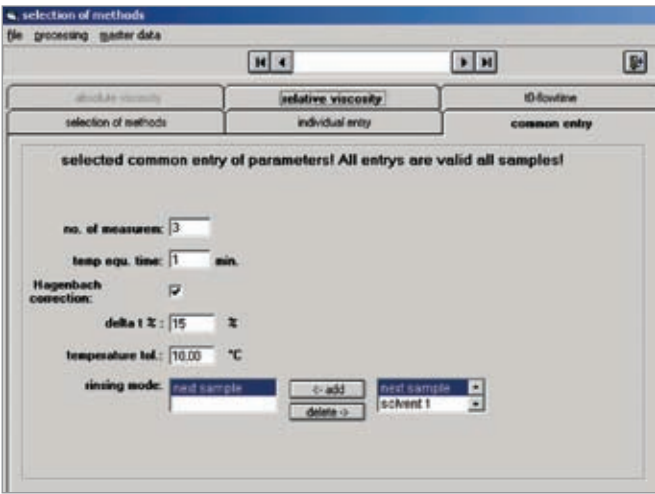 selection of methods
file processing master data
absolute viscosity relative viscosity t0-flowtime
selection of methods individual entry common entry
selected common entry of parameters! All entrys are valid all samples!
no. of measurem: 3
temp equ. time: 1 min.
Hagenbach
correction:
delta t % : 15 %
temperature tol.: 10,00 °C
rinsing mode: next sample <- add next sample
delete -> solvent 1